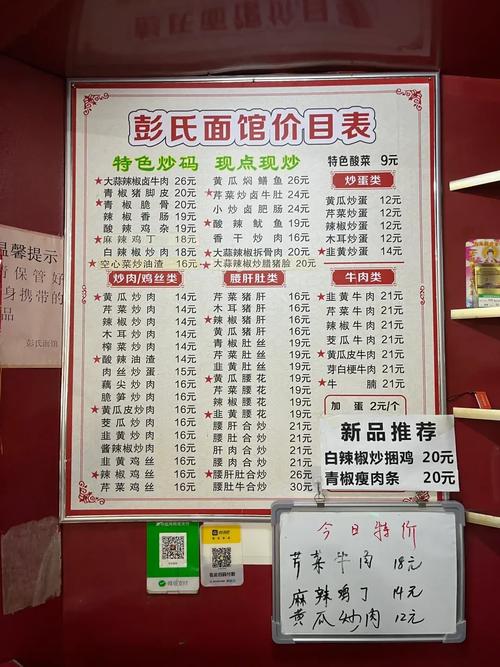 彭氏面馆价目表
特色炒码 现点现炒
特色酸菜 9元
★大蒜辣椒卤牛肉 26元
青椒猪脚皮 20元
★青椒脆骨 20元
辣椒香肠 19元
酸辣鸡杂 19元
★麻辣鸡丁 18元
白辣椒炒肉 18元
★空心菜炒油渣 16元
黄瓜焖鳝鱼 26元
★芹菜炒卤牛肚 24元
小炒卤肥肠 24元
★酸辣鱿鱼 19元
香干炒肉 16元
★大蒜辣椒拆骨肉 20元
★大蒜辣椒炒腊猪脸 20元
炒蛋类
黄瓜炒蛋 12元
芹菜炒蛋 12元
辣椒炒蛋 12元
木耳炒蛋 12元
★韭黄炒蛋 14元
炒肉/鸡丝类
★黄瓜炒肉 14元
芹菜炒肉 14元
辣椒炒肉 14元
木耳炒肉 14元
榨菜炒肉 14元
★酸辣油渣 14元
肉丝炒蛋 15元
藕尖炒肉 16元
脆笋炒肉 16元
★黄瓜皮炒肉 16元
茭瓜炒肉 16元
酱辣椒炒肉 16元
韭黄鸡丝 16元
★辣椒鸡丝 16元
芹菜鸡丝 16元
腰肝肚类
芹菜猪肝 16元
木耳猪肝 16元
★辣椒猪肝 16元
青椒肚丝 19元
芹菜肚丝 19元
韭黄肚丝 19元
★黄瓜腰花 19元
芹菜腰花 19元
辣椒腰花 19元
★韭黄腰花 19元
腰肝合炒 21元
腰肚合炒 21元
肝肚合炒 21元
腰肉合炒 21元
★腰肝肚合炒 27元
腰肚牛合炒 30元
牛肉类
★韭黄牛肉 21元
芹菜牛肉 21元
辣椒牛肉 21元
茭瓜牛肉 21元
★黄瓜皮牛肉 21元
芽白梗牛肉 21元
★牛腩 21元
加蛋 2元/个
新品推荐
白辣椒炒捆鸡 20元
青椒瘦肉条 20元
今日特价
芹菜牛肉 18元
麻辣鸡丁 14元
黄瓜炒肉 12元
温馨提示
保管好
身携带的
品
彭氏面馆